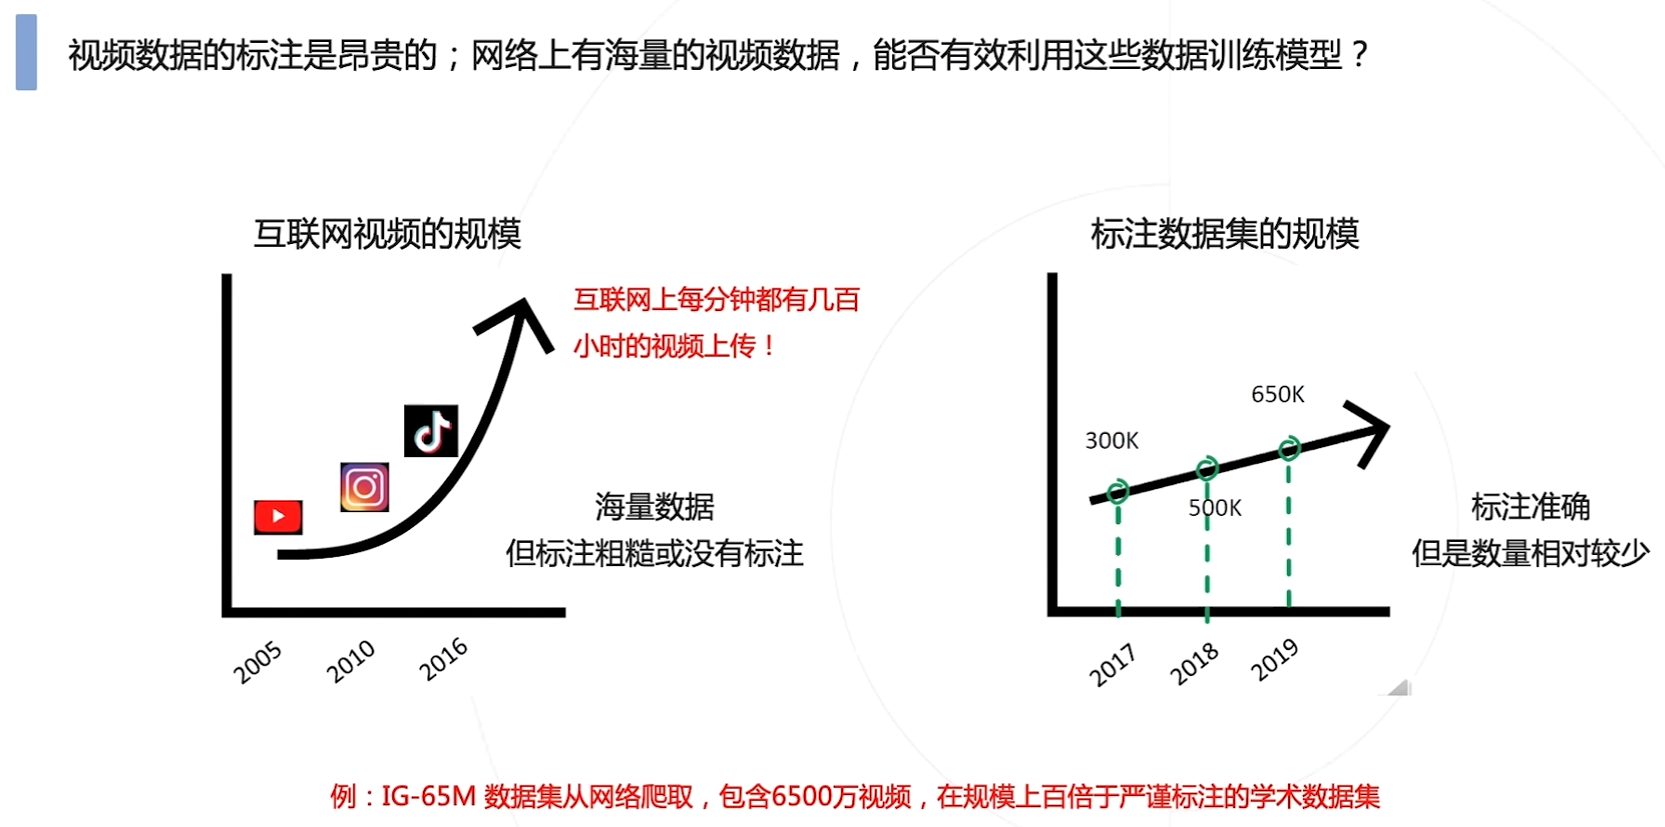 视频数据的标注是昂贵的；网络上有海量的视频数据，能否有效利用这些数据训练模型？
互联网视频的规模
互联网上每分钟都有几百
小时的视频上传！
海量数据
但标注粗糙或没有标注
2005
2010
2016
标注数据集的规模
650K
300K
500K
标注准确
但是数量相对较少
2017
2018
2019
例：IG-65M 数据集从网络爬取，包含6500万视频，在规模上百倍于严谨标注的学术数据集